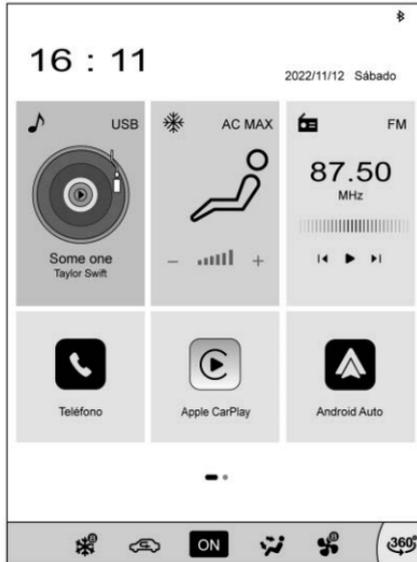 16 : 11
2022/11/12 Sábado
USB
AC MAX
FM
87.50
MHz
Some one
Taylor Swift
− +
Teléfono
Apple CarPlay
Android Auto
ON
360°